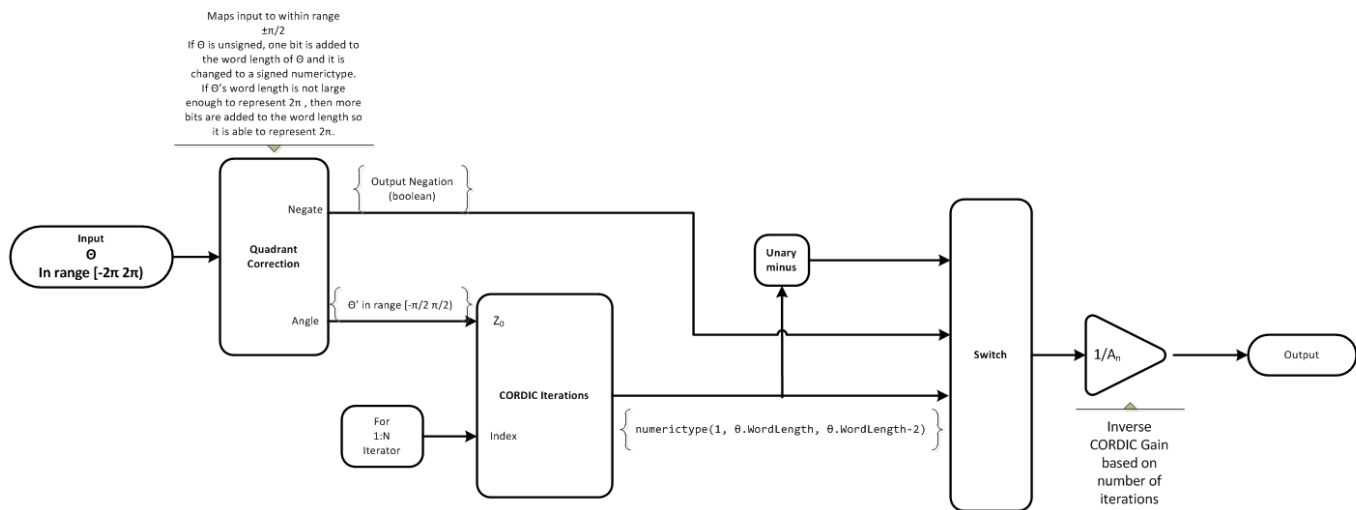 Maps input to within range
±π/2
If Θ is unsigned, one bit is added to
the word length of Θ and it is
changed to a signed numerictype.
If Θ’s word length is not large
enough to represent 2π , then more
bits are added to the word length so
it is able to represent 2π.
Output Negation
(boolean)
Negate
Input
Θ
In range [-2π 2π)
Quadrant
Correction
Unary
minus
Θ’ in range [-π/2 π/2)
Angle
Z0
Switch
1/An
Output
CORDIC Iterations
For
1:N
Iterator
Index
numerictype(1, θ.WordLength, θ.WordLength-2)
Inverse
CORDIC Gain
based on
number of
iterations